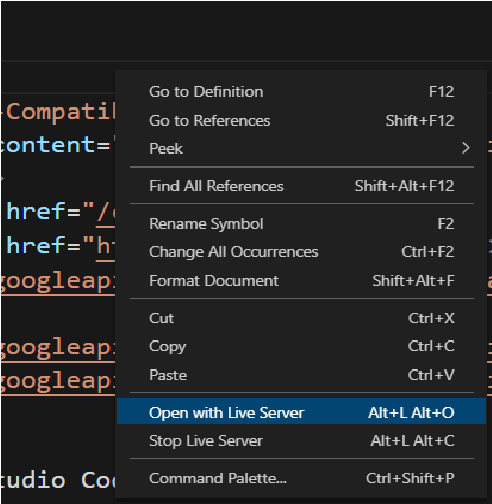 -Compatib
Go to Definition F12
content="
Go to References Shift+F12
Peek
Find All References Shift+Alt+F12
href="/
Rename Symbol F2
href="ht
Change All Occurrences Ctrl+F2
googleapi
Format Document Shift+Alt+F
Cut Ctrl+X
googleapi
Copy Ctrl+C
googleapi
Paste Ctrl+V
Open with Live Server Alt+L Alt+O
Stop Live Server Alt+L Alt+C
tudio Cod
Command Palette... Ctrl+Shift+P